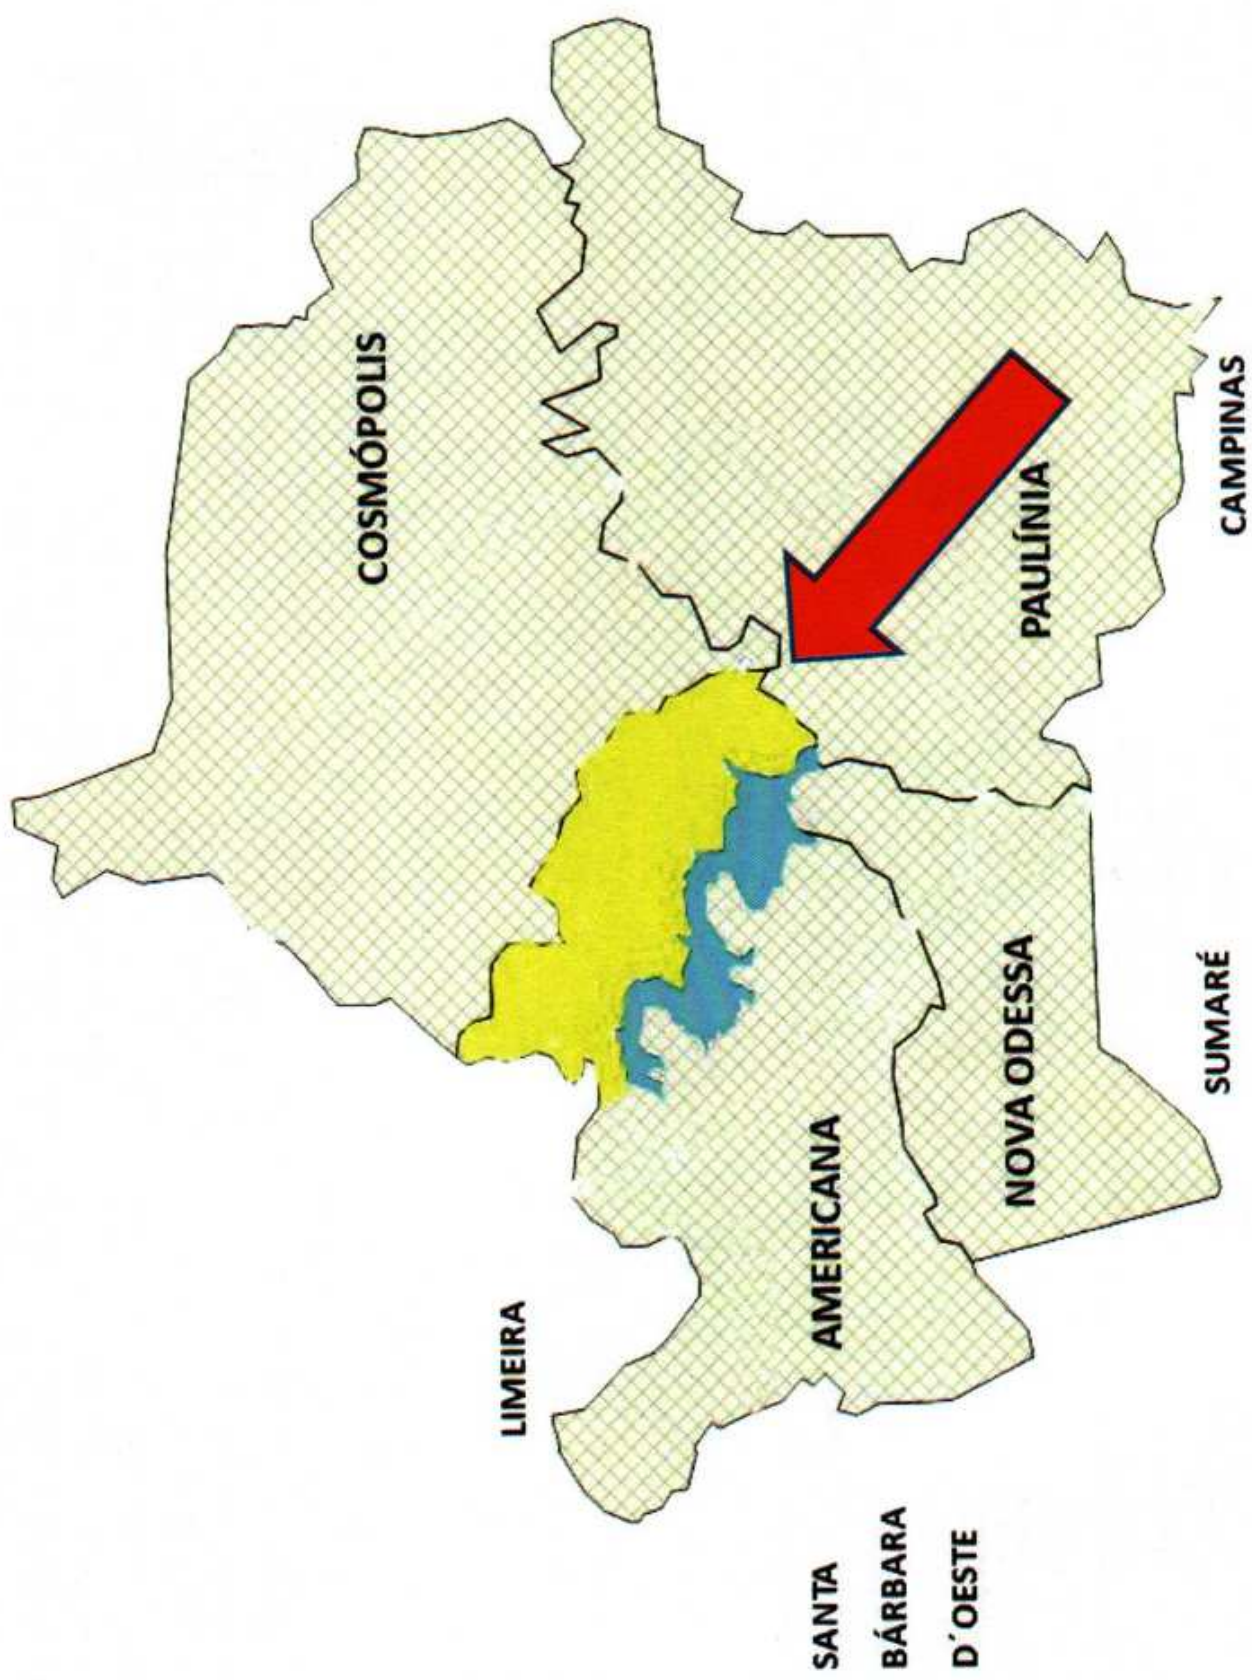 COSMÓPOLIS
LIMEIRA
PAULÍNIA
AMERICANA
NOVA ODESSA
CAMPINAS
SUMARÉ
SANTA
BÁRBARA
D´OESTE